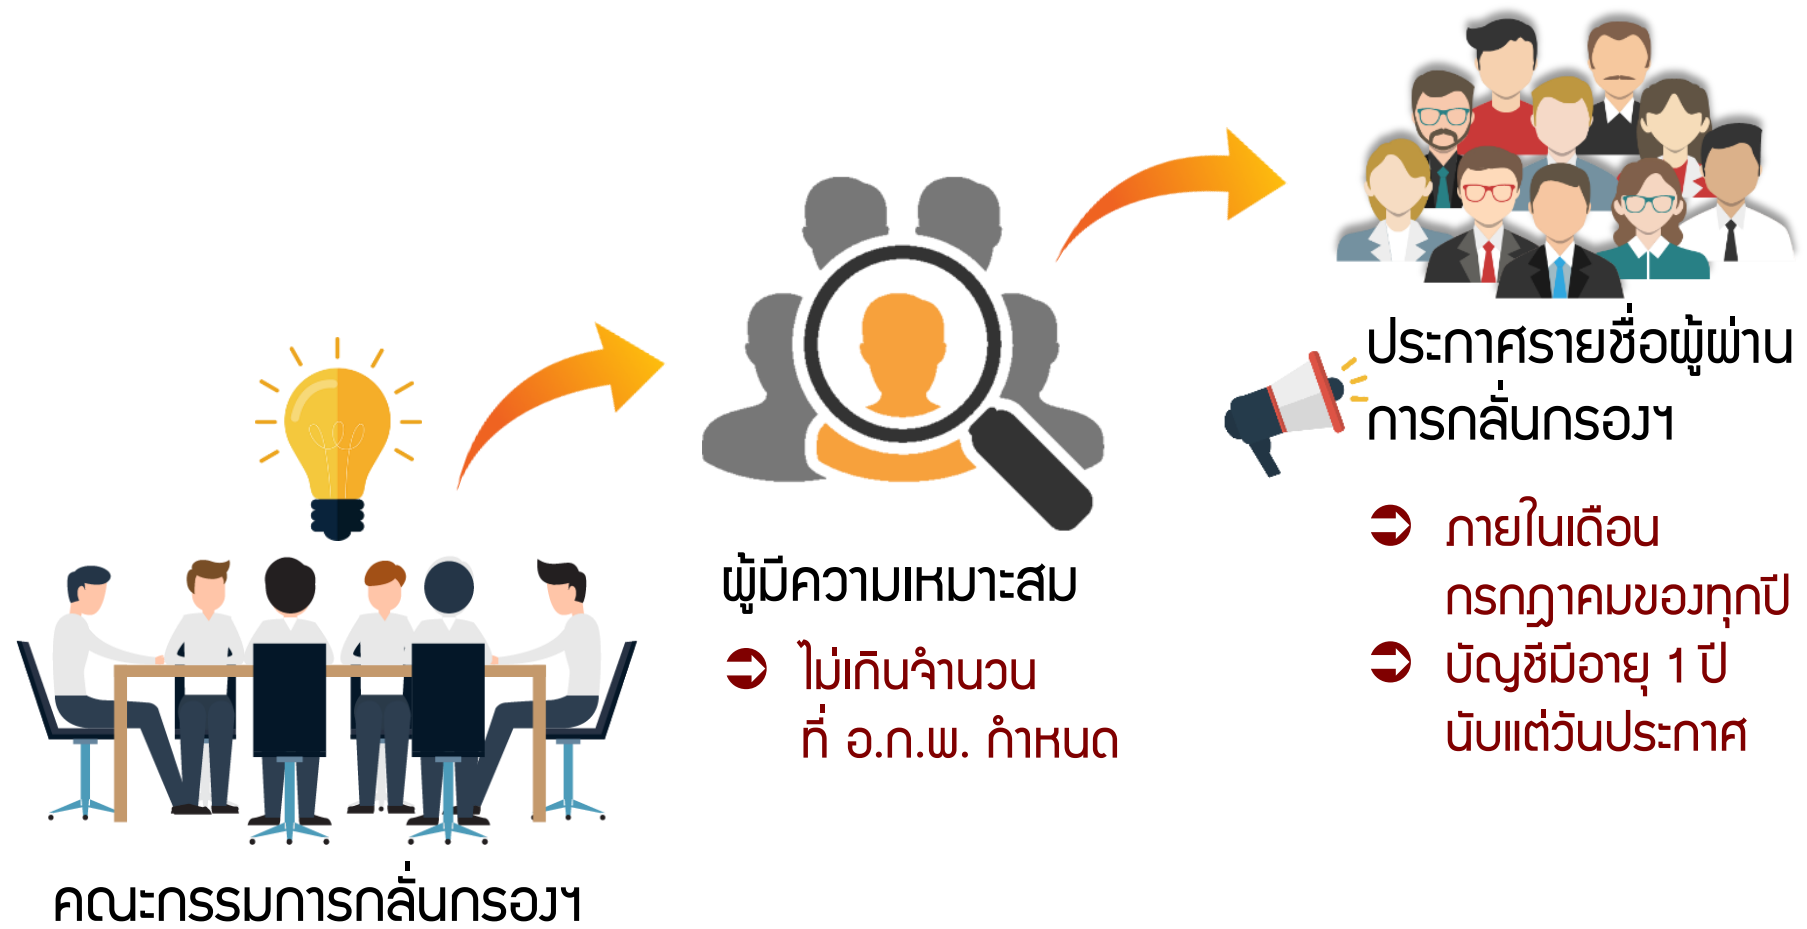 คณะกรรมการกลั่นกรองฯ
ผู้มีความเหมาะสม
ไม่เกินจำนวน
ที่ อ.ก.พ. กำหนด
ประกาศรายชื่อผู้ผ่าน
การกลั่นกรองฯ
ภายในเดือน
กรกฎาคมของทุกปี
บัญชีมีอายุ 1 ปี
นับแต่วันประกาศ